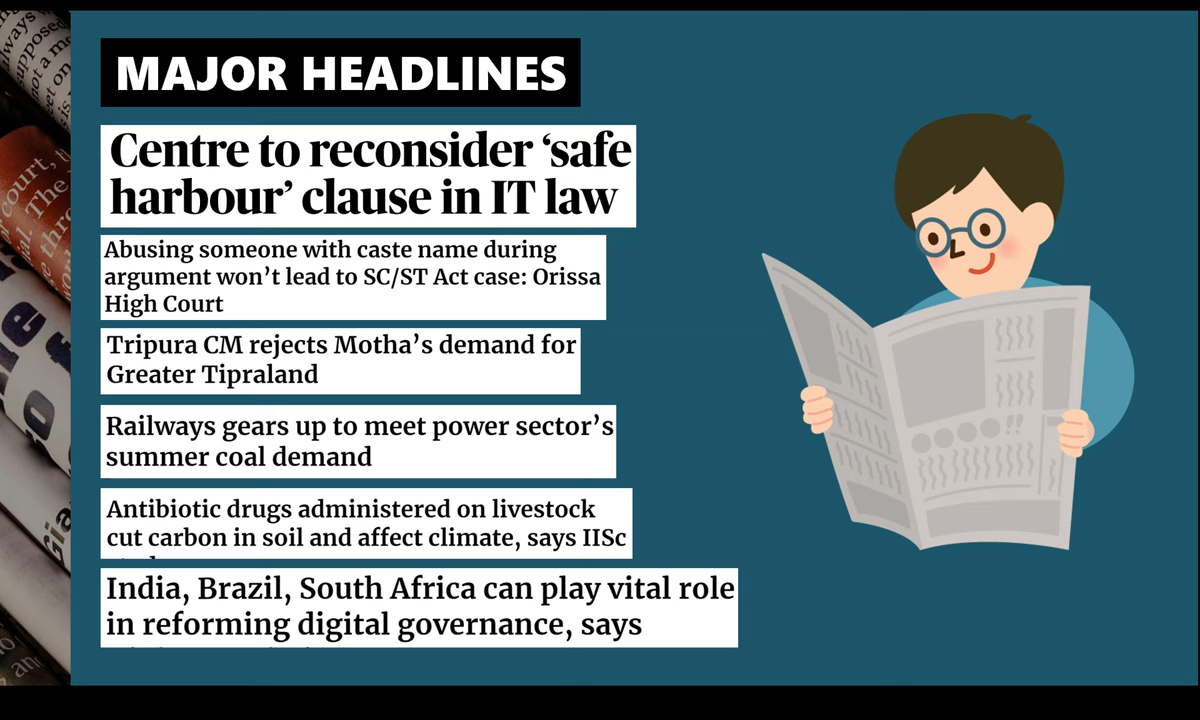 MAJOR HEADLINES
Centre to reconsider ‘safe
harbour’ clause in IT law
Abusing someone with caste name during
argument won’t lead to SC/ST Act case: Orissa
High Court
Tripura CM rejects Motha’s demand for
Greater Tipraland
Railways gears up to meet power sector’s
summer coal demand
Antibiotic drugs administered on livestock
cut carbon in soil and affect climate, says IISc
India, Brazil, South Africa can play vital role
in reforming digital governance, says